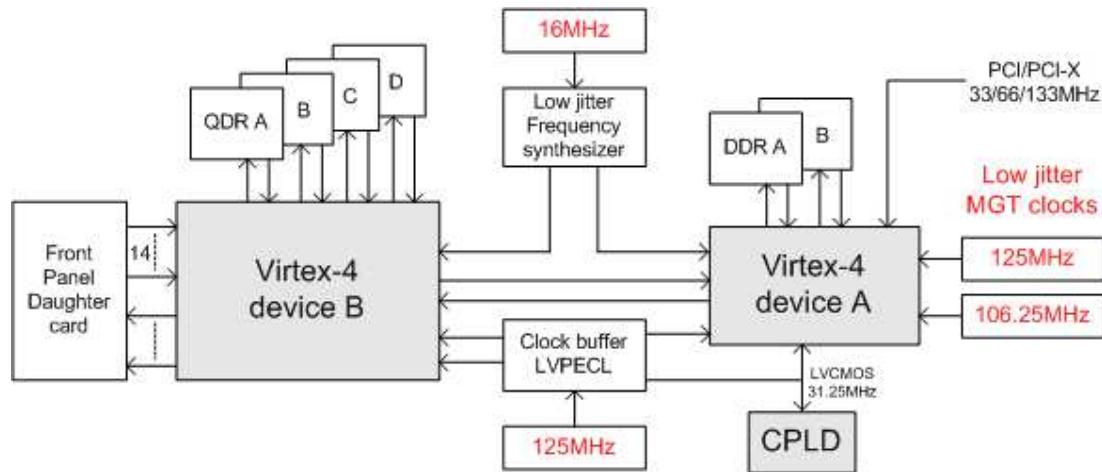 16MHz
Low jitter
Frequency
synthesizer
QDR A
B
C
D
DDR A
B
PCI/PCI-X
33/66/133MHz
Low jitter
MGT clocks
125MHz
106.25MHz
Front
Panel
Daughter
card
14
Virtex-4
device B
Virtex-4
device A
Clock buffer
LVPECL
125MHz
LVCMOS
31.25MHz
CPLD